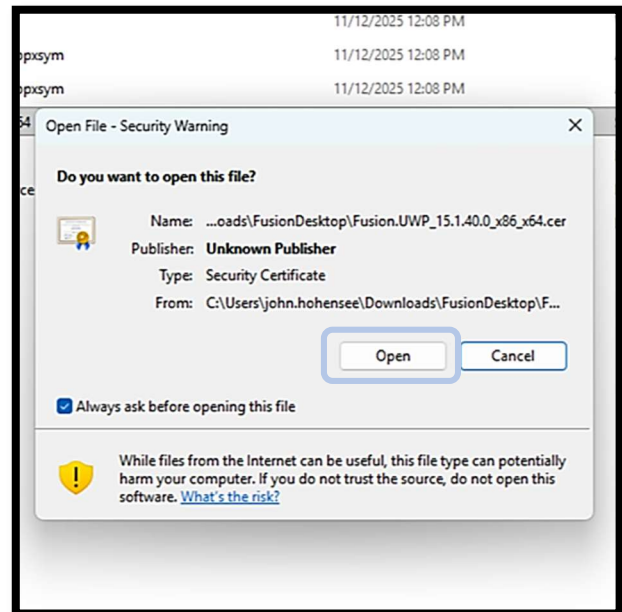 11/12/2025 12:08 PM
ppxsym 11/12/2025 12:08 PM
ppxsym 11/12/2025 12:08 PM
64
Open File - Security Warning
ce
Do you want to open this file?
Name: ...oads\FusionDesktop\Fusion.UWP_15.1.40.0_x86_x64.cer
Publisher: Unknown Publisher
Type: Security Certificate
From: C:\Users\john.hohensee\Downloads\FusionDesktop\F...
Open Cancel
Always ask before opening this file
While files from the Internet can be useful, this file type can potentially
harm your computer. If you do not trust the source, do not open this
software. What's the risk?